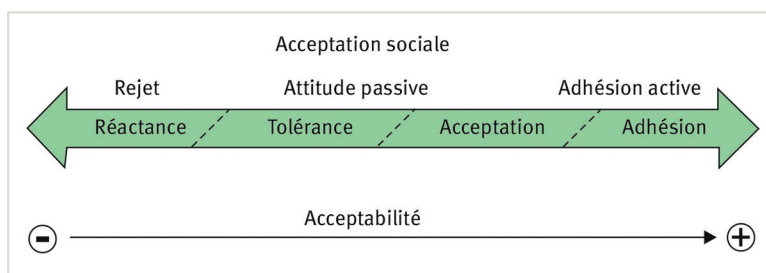 Acceptation sociale
Rejet Attitude passive Adhésion active
Réactance Tolérance Acceptation Adhésion
Acceptabilité
- +